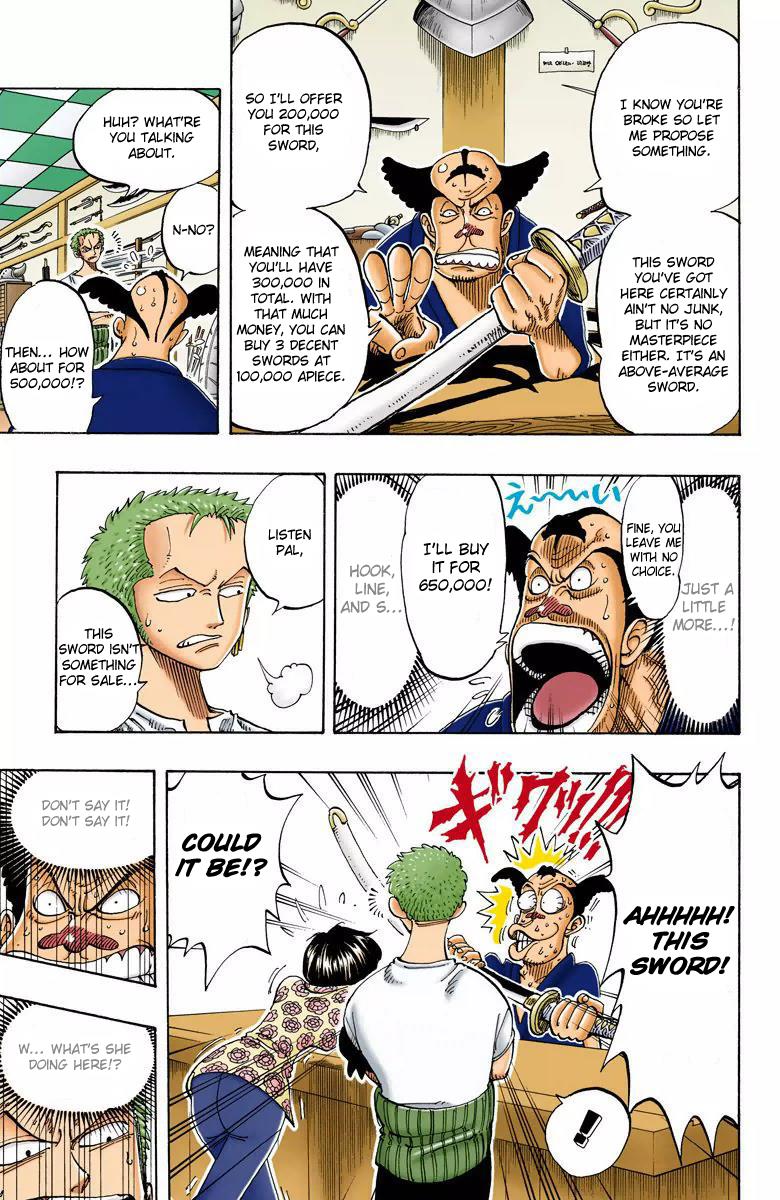 I KNOW YOU'RE
BROKE SO LET
ME PROPOSE
SOMETHING.
THIS SWORD
YOU'VE GOT
HERE CERTAINLY
AIN'T NO JUNK,
BUT IT'S NO
MASTERPIECE
EITHER. IT'S AN
ABOVE-AVERAGE
SWORD.
SO I'LL OFFER
YOU 200,000
FOR THIS
SWORD,
MEANING THAT
YOU'LL HAVE
300,000 IN
TOTAL. WITH
THAT MUCH
MONEY, YOU CAN
BUY 3 DECENT
SWORDS AT
100,000 APIECE.
HUH? WHAT'RE
YOU TALKING
ABOUT.
N-NO?
THEN... HOW
ABOUT FOR
500,000!?
JUST A
LITTLE
MORE...!
FINE, YOU
LEAVE ME
WITH NO
CHOICE.
え~~いい
I'LL BUY
IT FOR
650,000!
HOOK,
LINE,
AND S...
LISTEN
PAL,
THIS
SWORD ISN'T
SOMETHING
FOR SALE...
AHHHHH!
THIS
SWORD!
ギクッ!!!
COULD
IT BE!?
!
DON'T SAY IT!
DON'T SAY IT!
W... WHAT'S SHE
DOING HERE!?